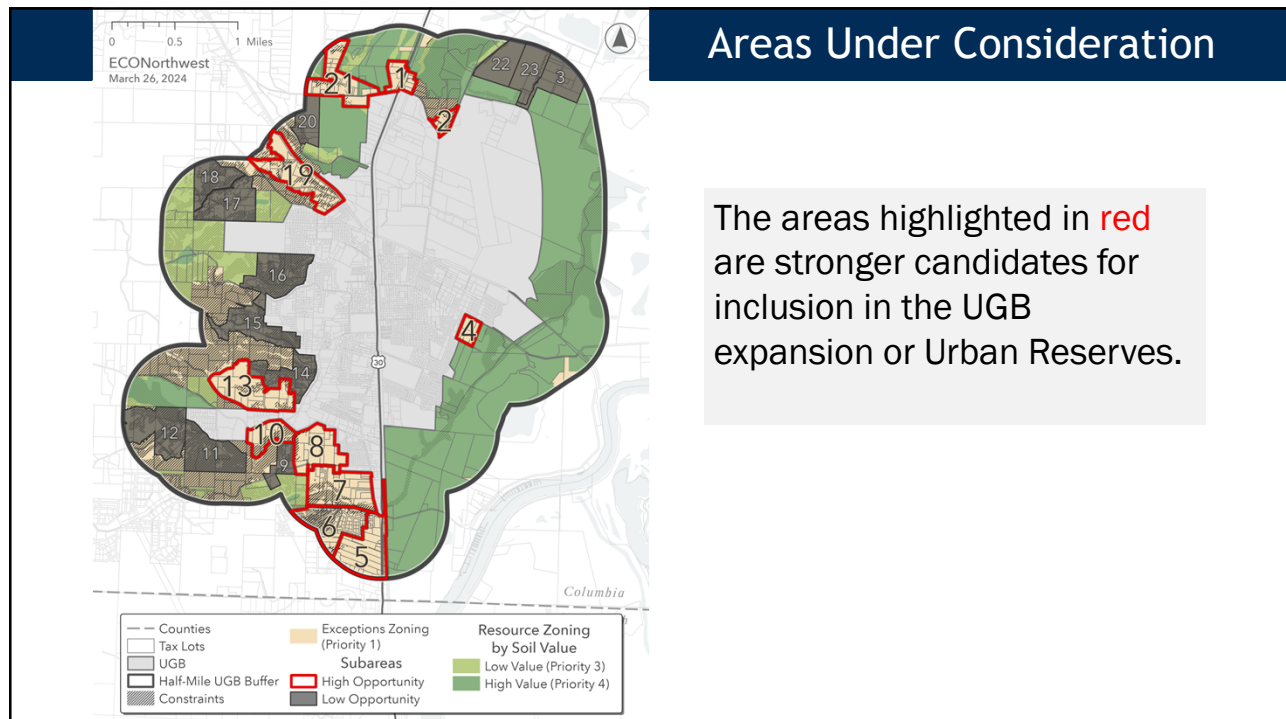 Areas Under Consideration
0 0.5 1 Miles
ECONorthwest
March 26, 2024
21
1
22
23
3
2
20
19
18
17
16
4
15
30
14
13
10
12
8
11
9
7
6
5
Columbia
The areas highlighted in red
are stronger candidates for
inclusion in the UGB
expansion or Urban Reserves.
Counties
Tax Lots
UGB
Half-Mile UGB Buffer
Constraints
Exceptions Zoning
(Priority 1)
Subareas
High Opportunity
Low Opportunity
Resource Zoning
by Soil Value
Low Value (Priority 3)
High Value (Priority 4)